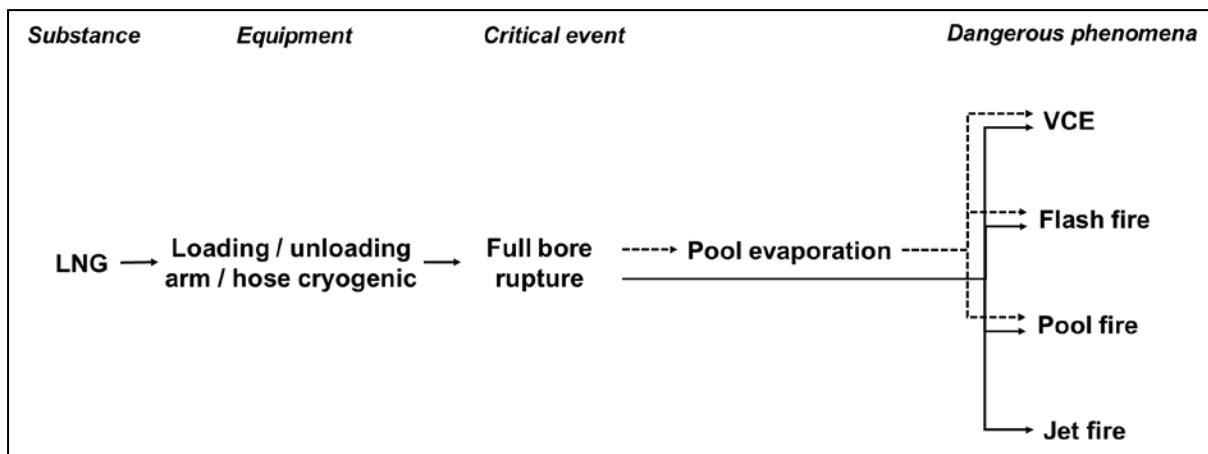 Substance Equipment Critical event Dangerous phenomena
VCE
Flash fire
LNG
Loading / unloading
arm / hose cryogenic
Full bore
rupture
Pool evaporation
Pool fire
Jet fire